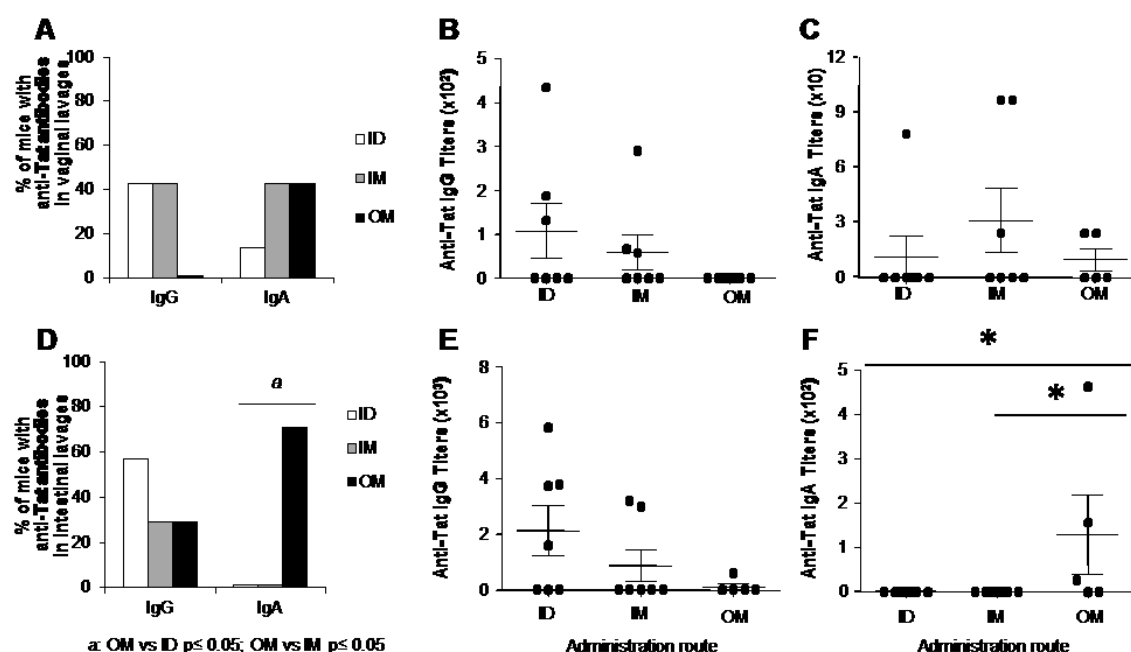 A
% of mice with
anti-Tat antibodies
in vaginal lavages
100
80
60
40
20
0
IgG
IgA
ID
IM
OM
B
Anti-Tat IgG Titers (x10²)
5
4
3
2
1
0
ID
IM
OM
C
Anti-Tat IgA Titers (x10)
12
9
6
3
0
ID
IM
OM
D
% of mice with
anti-Tat antibodies
in intestinal lavages
100
80
60
40
20
0
a
IgG
IgA
ID
IM
OM
a: OM vs ID p≤ 0.05; OM vs IM p≤ 0.05
E
Anti-Tat IgG Titers (x10³)
8
6
4
2
0
ID
IM
OM
Administration route
F
*
*
Anti-Tat IgA Titers (x10²)
5
4
3
2
1
0
ID
IM
OM
Administration route